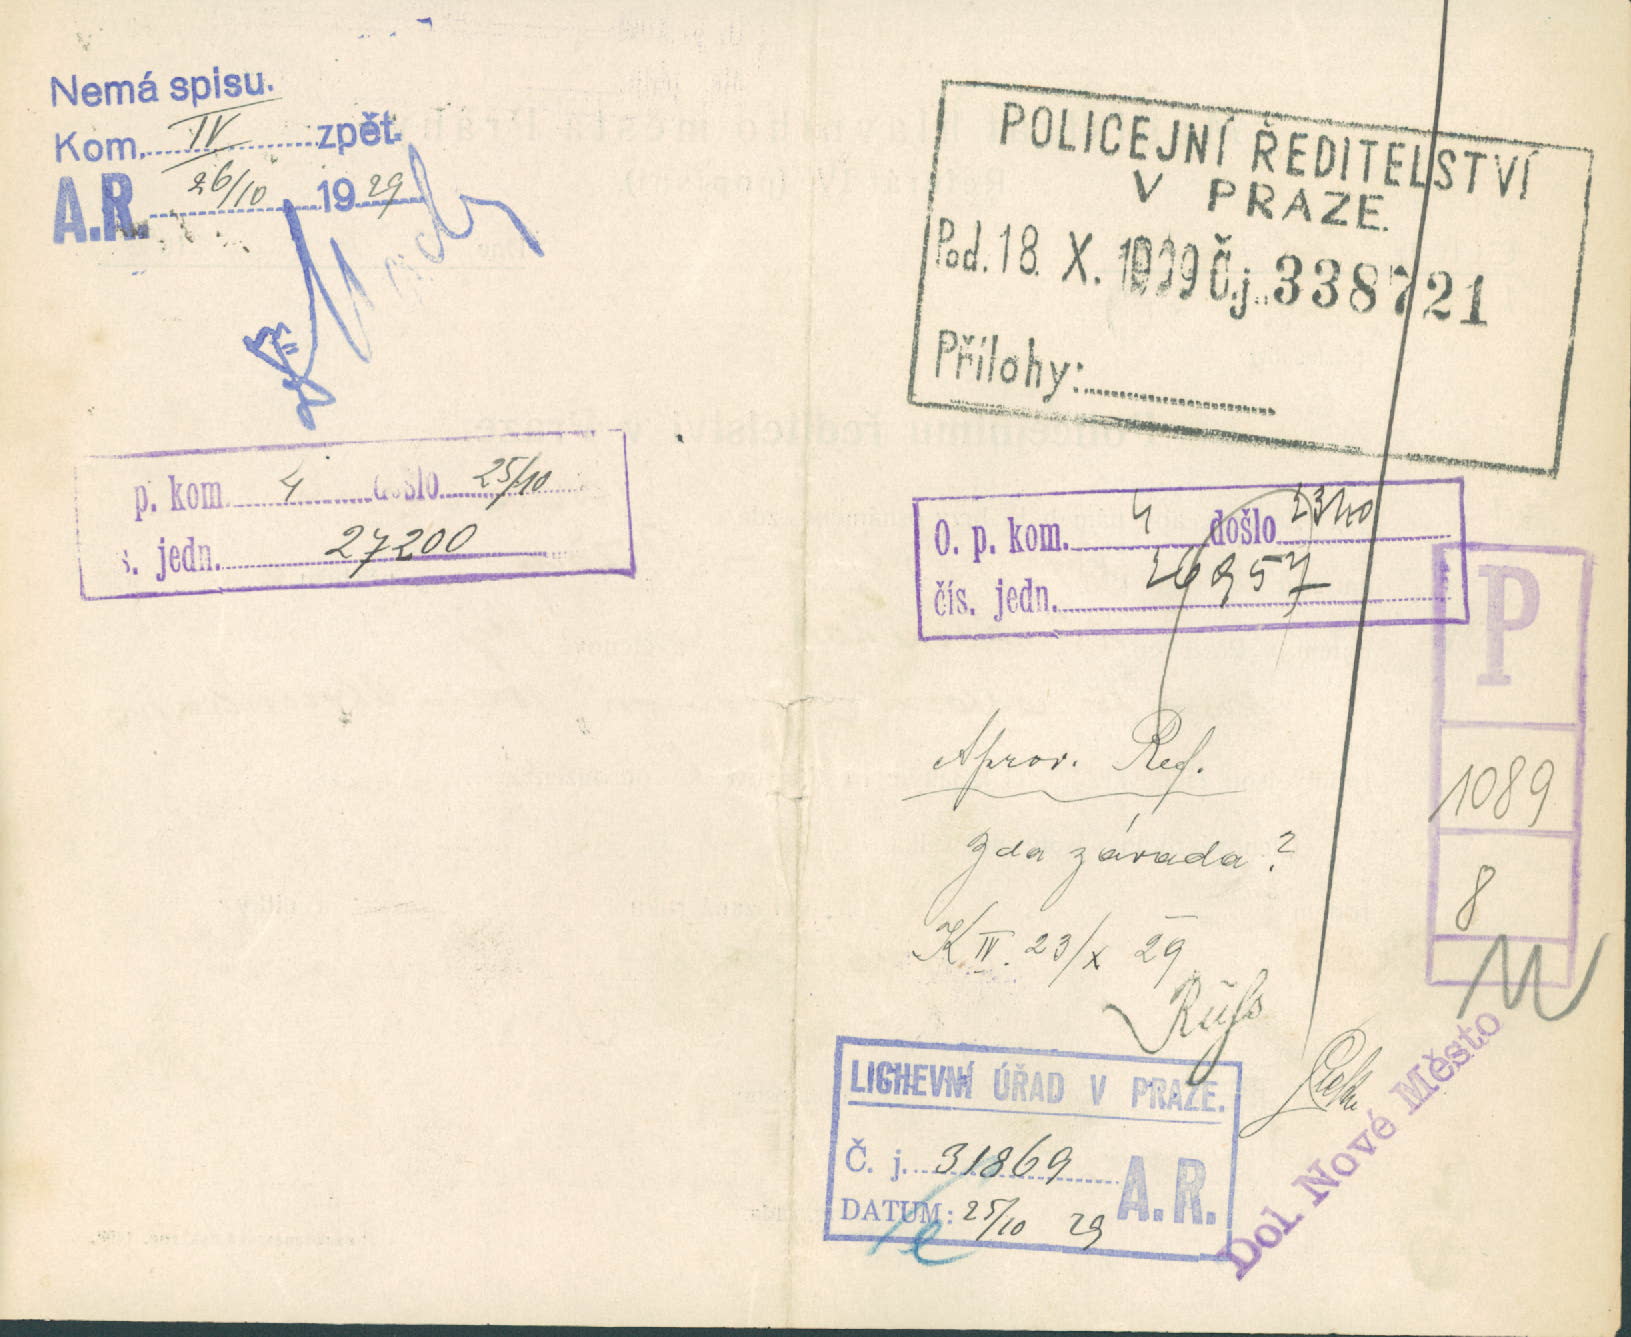 Nemá spisu.
Kom. IV zpět.
A.R. 26/10 1929
p. kom. 4 došlo 25/10
s. jedn. 27200
POLICEJNÍ ŘEDITELSTVÍ
V PRAZE.
Pod. 18. X. 1929 Č.j. 338721
Přílohy:
O. p. kom. 4 došlo 23/10
čís. jedn. 26957
P
1089
8
Aprov. Ref.
zda závada?
K IV. 23/X 29
LICHEVNÍ ÚŘAD V PRAZE.
Č. j. 31869
A. R.
DATUM: 25/10 29
Dol. Nové Město